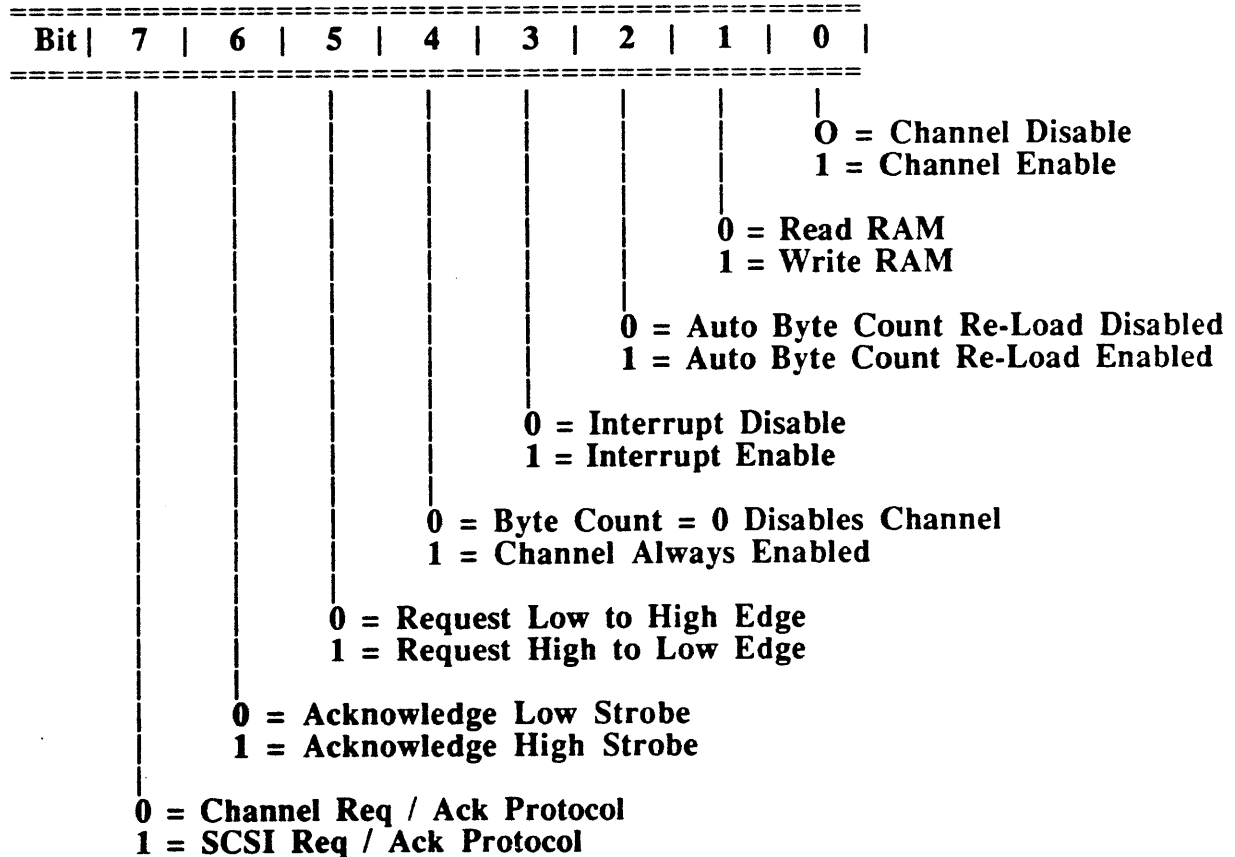 Bit | 7 | 6 | 5 | 4 | 3 | 2 | 1 | 0 |
O = Channel Disable
1 = Channel Enable
0 = Read RAM
1 = Write RAM
0 = Auto Byte Count Re-Load Disabled
1 = Auto Byte Count Re-Load Enabled
0 = Interrupt Disable
1 = Interrupt Enable
0 = Byte Count = 0 Disables Channel
1 = Channel Always Enabled
0 = Request Low to High Edge
1 = Request High to Low Edge
0 = Acknowledge Low Strobe
1 = Acknowledge High Strobe
0 = Channel Req / Ack Protocol
1 = SCSI Req / Ack Protocol